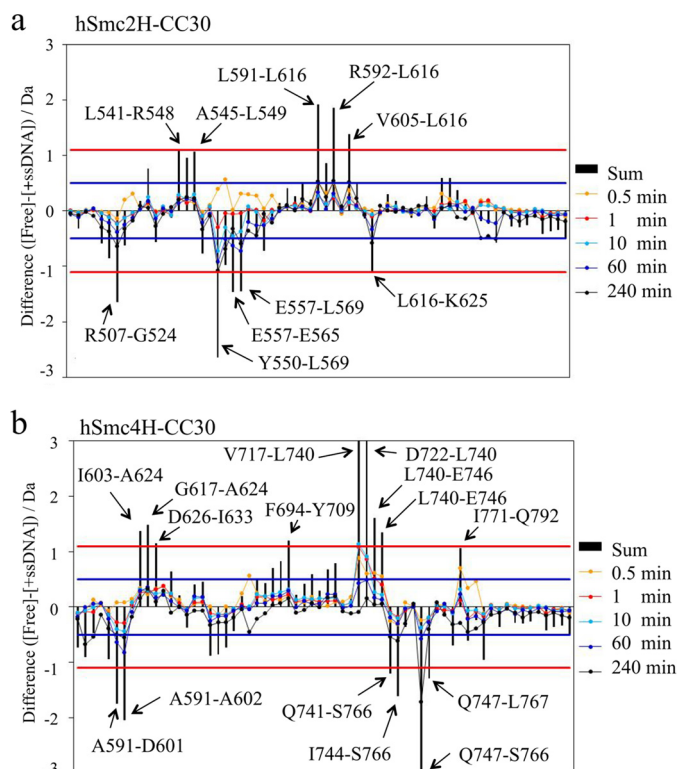 a
hSmc2H-CC30
Difference ([Free]-[+ssDNA]) / Da
3
2
1
0
-1
-2
-3
L591-L616
R592-L616
L541-R548
A545-L549
V605-L616
R507-G524
E557-L569
E557-E565
Y550-L569
L616-K625
Sum
0.5 min
1 min
10 min
60 min
240 min
b
hSmc4H-CC30
Difference ([Free]-[+ssDNA]) / Da
3
2
1
0
-1
-2
3
V717-L740
D722-L740
I603-A624
L740-E746
G617-A624
L740-E746
D626-I633
F694-Y709
I771-Q792
A591-A602
A591-D601
Q741-S766
Q747-L767
I744-S766
Q747-S766
Sum
0.5 min
1 min
10 min
60 min
240 min